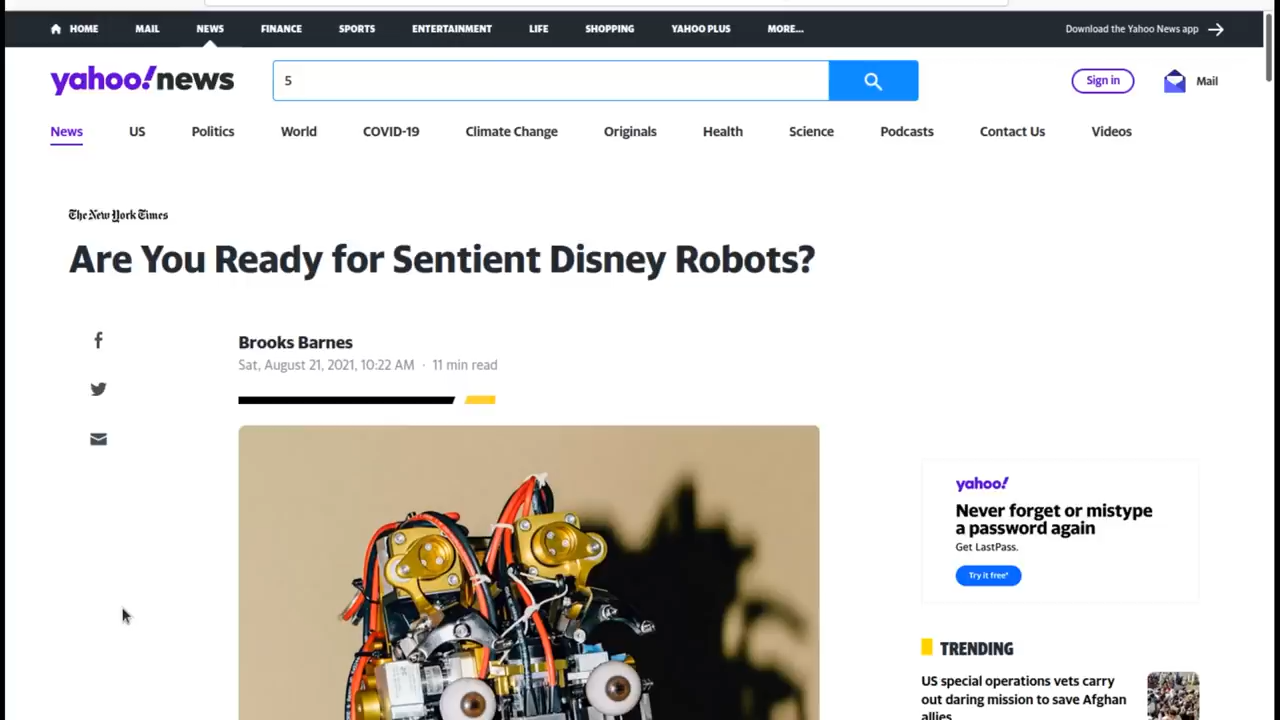 HOME MAIL NEWS FINANCE SPORTS ENTERTAINMENT LIFE SHOPPING YAHOO PLUS MORE... Download the Yahoo News app
yahoo!news 5 Sign in Mail
News US Politics World COVID-19 Climate Change Originals Health Science Podcasts Contact Us Videos
The New York Times
Are You Ready for Sentient Disney Robots?
Brooks Barnes
Sat, August 21, 2021, 10:22 AM · 11 min read
yahoo!
Never forget or mistype
a password again
Get LastPass.
Try it free*
TRENDING
US special operations vets carry
out daring mission to save Afghan
allies